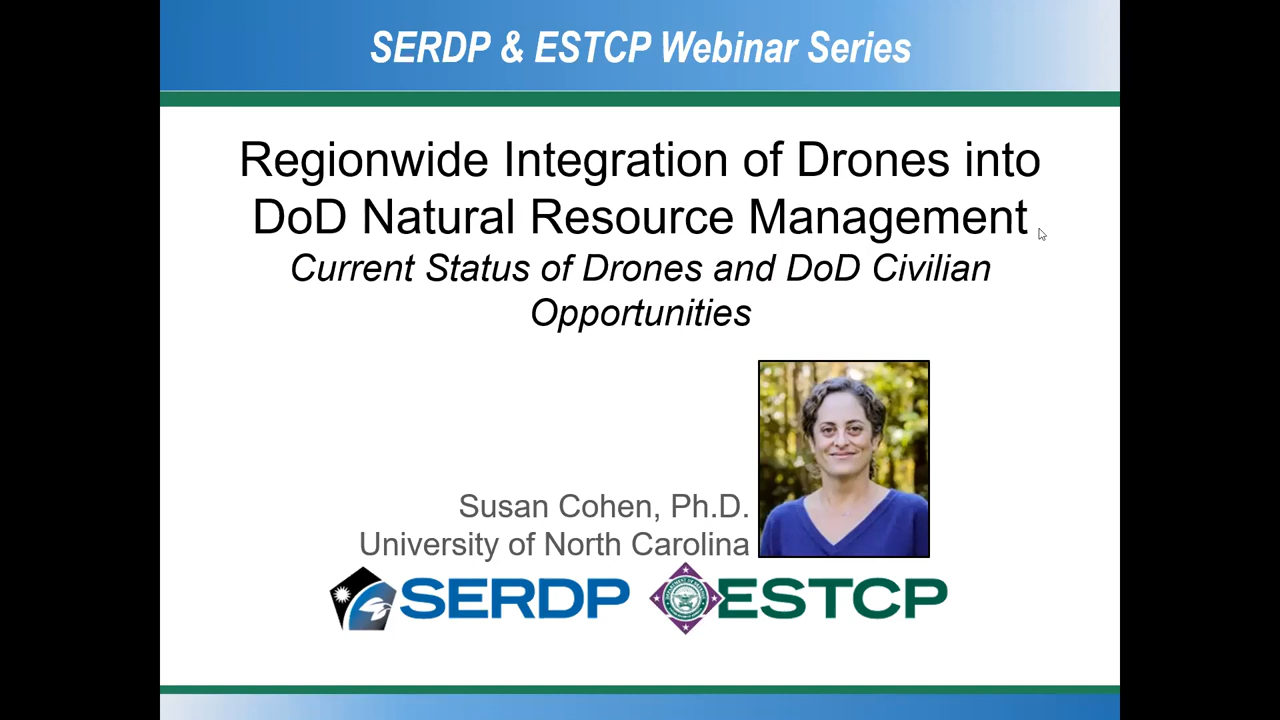 SERDP & ESTCP Webinar Series
Regionwide Integration of Drones into
DoD Natural Resource Management
Current Status of Drones and DoD Civilian
Opportunities
Susan Cohen, Ph.D.
University of North Carolina
SERDP
ESTCP